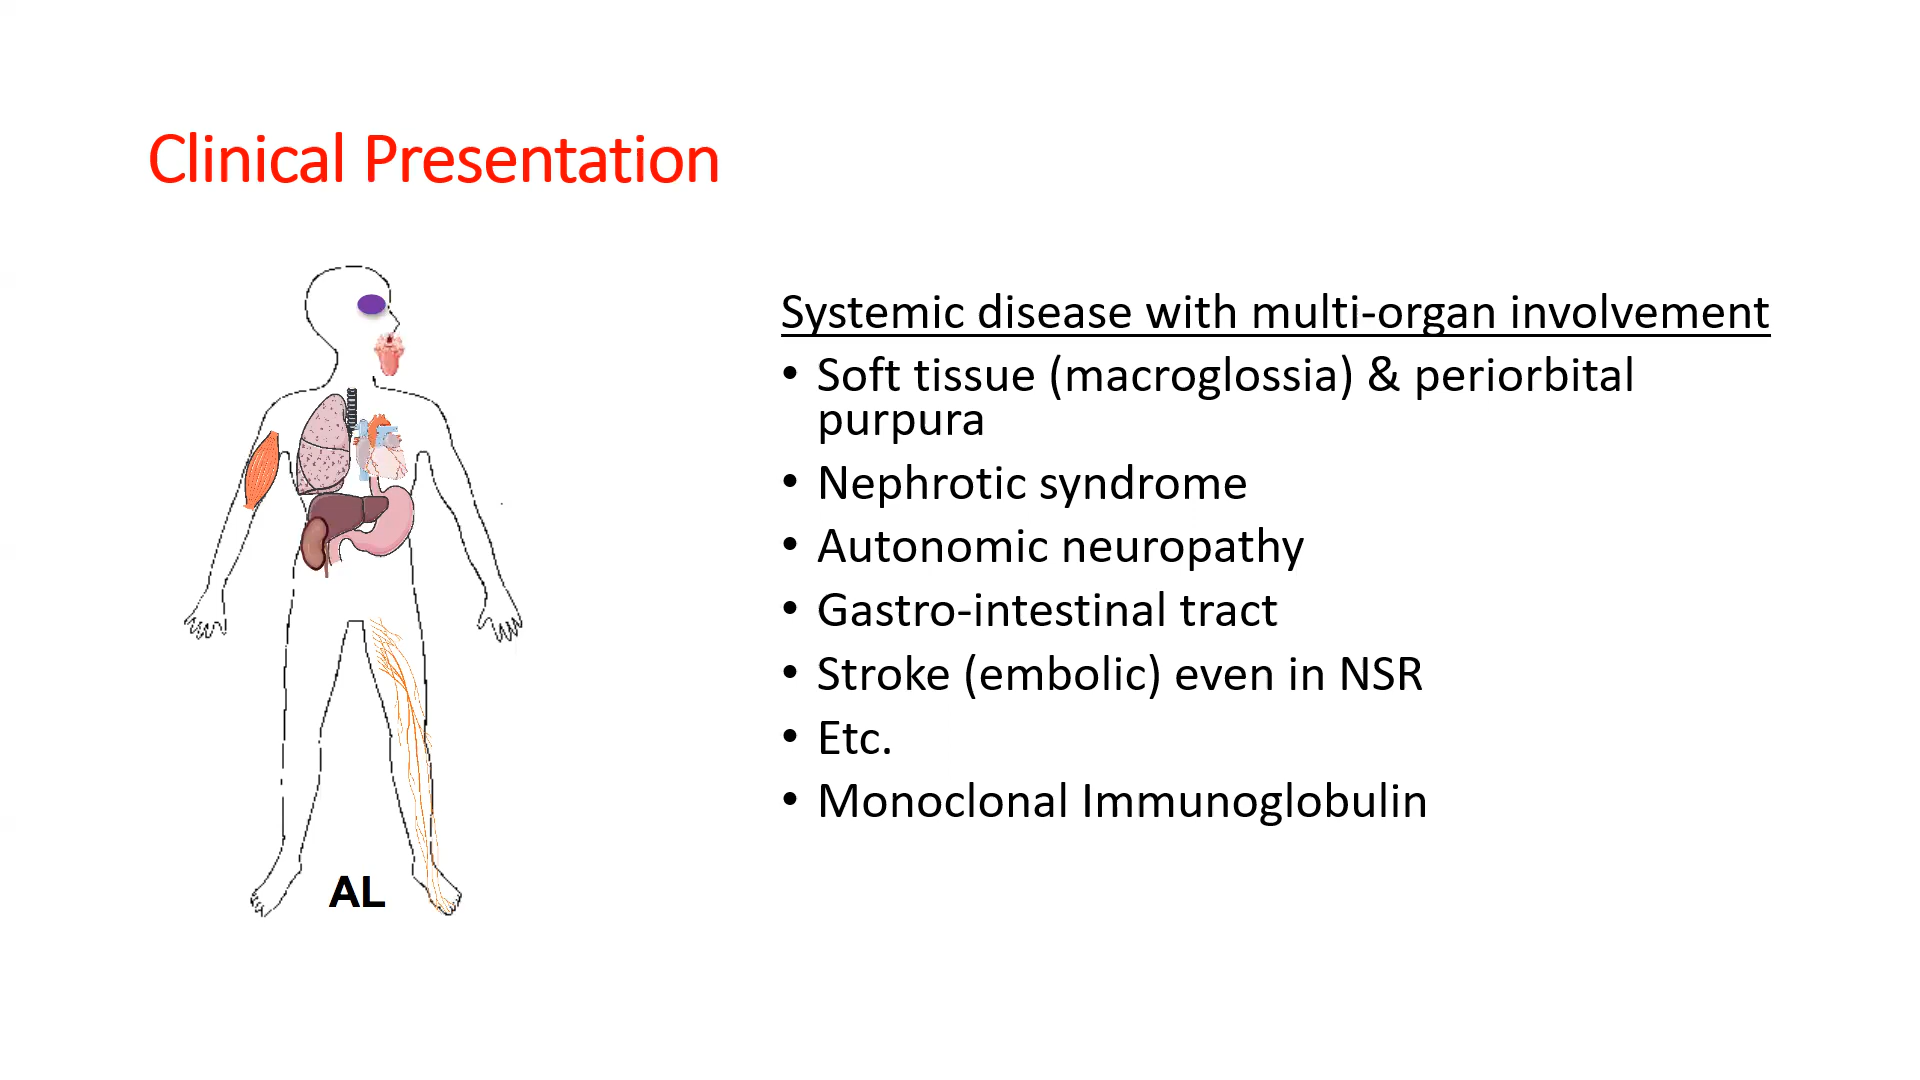 Clinical Presentation
Systemic disease with multi-organ involvement
• Soft tissue (macroglossia) & periorbital
purpura
• Nephrotic syndrome
• Autonomic neuropathy
• Gastro-intestinal tract
• Stroke (embolic) even in NSR
• Etc.
• Monoclonal Immunoglobulin
AL